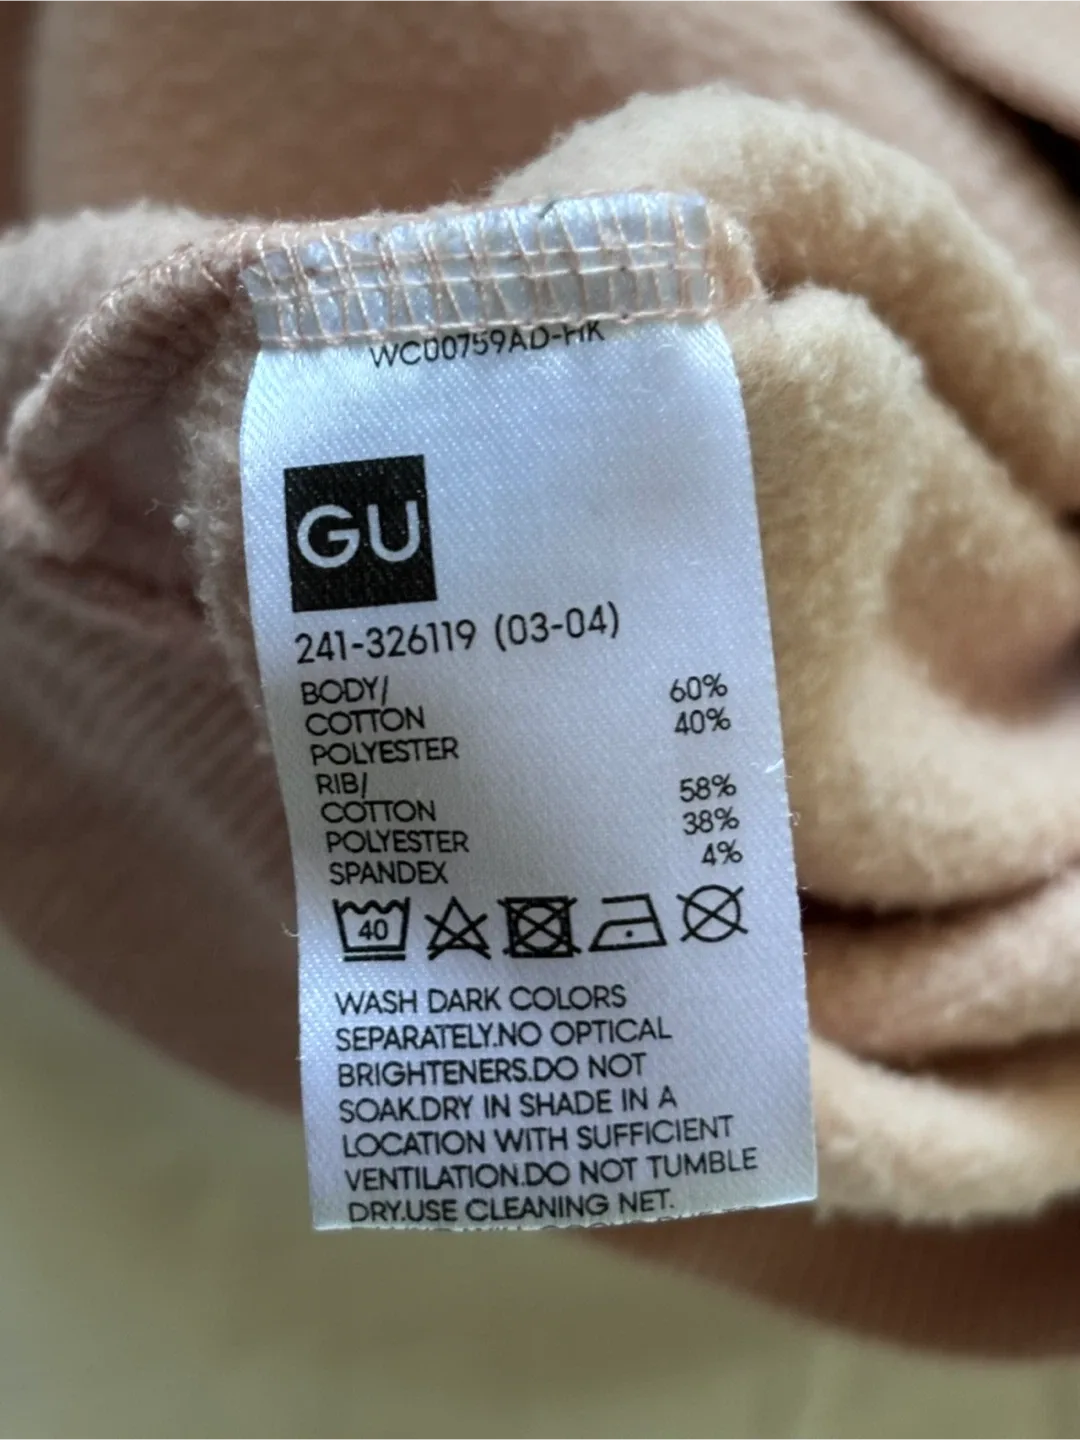 WC00759AD-HK
GU
241-326119 (03-04)
BODY/
COTTON 60%
POLYESTER 40%
RIB/
COTTON 58%
POLYESTER 38%
SPANDEX 4%
40
WASH DARK COLORS
SEPARATELY.NO OPTICAL
BRIGHTENERS.DO NOT
SOAK.DRY IN SHADE IN A
LOCATION WITH SUFFICIENT
VENTILATION.DO NOT TUMBLE
DRY.USE CLEANING NET.